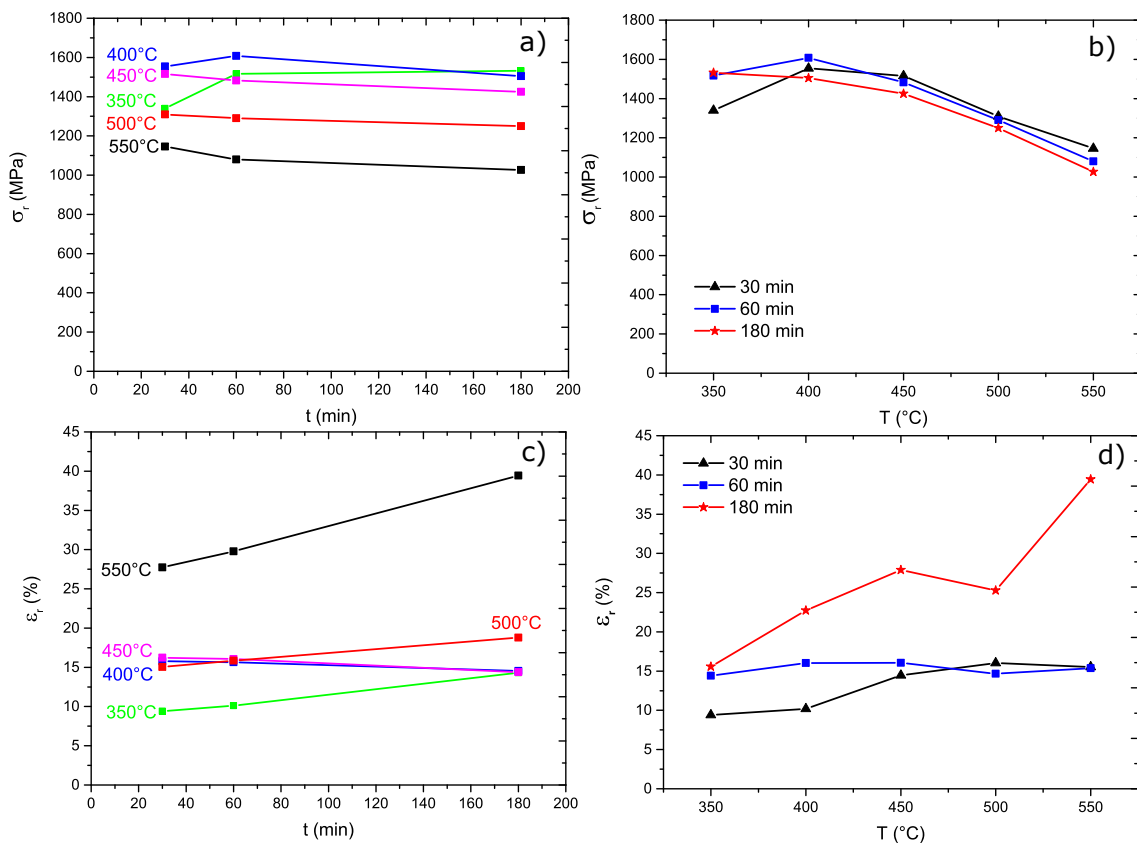 a)
1800
1600
1400
1200
1000
800
600
400
200
0
400°C
450°C
350°C
500°C
550°C
0 20 40 60 80 100 120 140 160 180 200
t (min)
σr (MPa)
b)
1800
1600
1400
1200
1000
800
600
400
200
0
30 min
60 min
180 min
350 400 450 500 550
T (°C)
σr (MPa)
c)
45
40
35
30
25
20
15
10
5
0
550°C
500°C
450°C
400°C
350°C
0 20 40 60 80 100 120 140 160 180 200
t (min)
εr (%)
d)
45
40
35
30
25
20
15
10
5
0
30 min
60 min
180 min
350 400 450 500 550
T (°C)
εr (%)